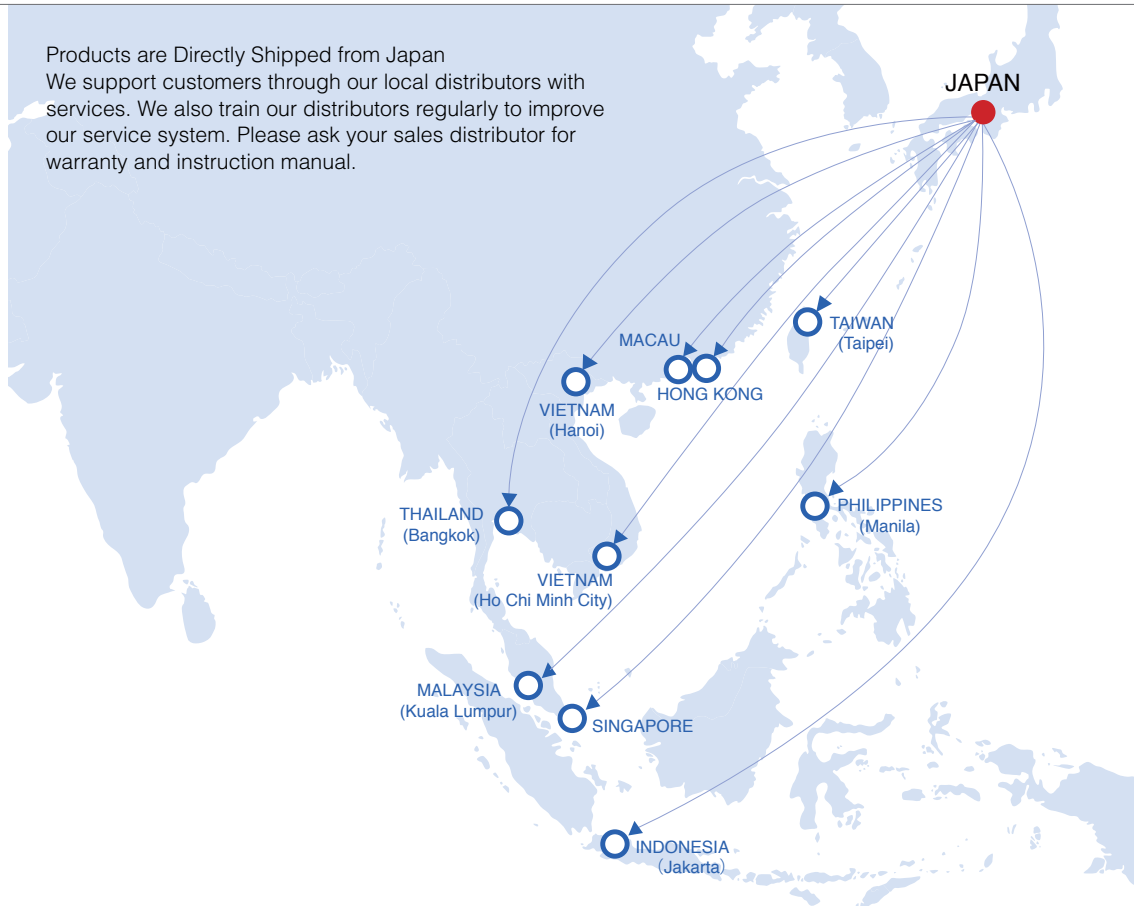 Products are Directly Shipped from Japan
We support customers through our local distributors with
services. We also train our distributors regularly to improve
our service system. Please ask your sales distributor for
warranty and instruction manual.
JAPAN
TAIWAN
(Taipei)
MACAU
HONG KONG
VIETNAM
(Hanoi)
THAILAND
(Bangkok)
PHILIPPINES
(Manila)
VIETNAM
(Ho Chi Minh City)
MALAYSIA
(Kuala Lumpur)
SINGAPORE
INDONESIA
（Jakarta）